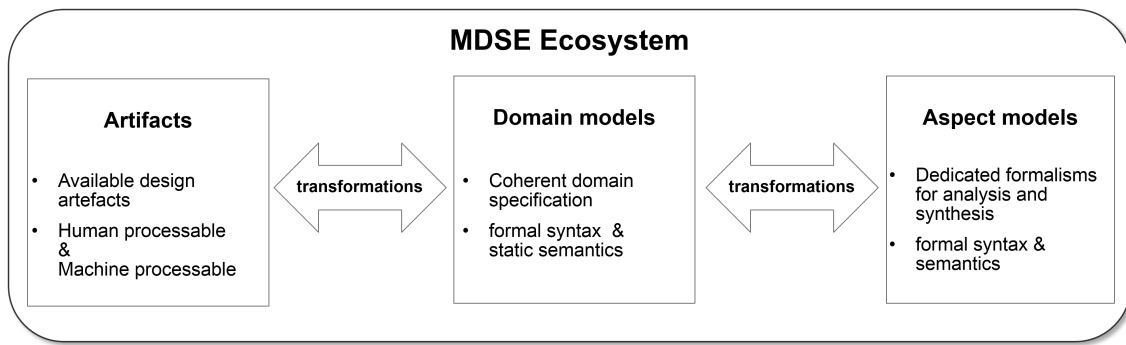 MDSE Ecosystem
Artifacts
• Available design
artefacts
• Human processable
&
Machine processable
transformations
Domain models
• Coherent domain
specification
• formal syntax &
static semantics
transformations
Aspect models
• Dedicated formalisms
for analysis and
synthesis
• formal syntax &
semantics